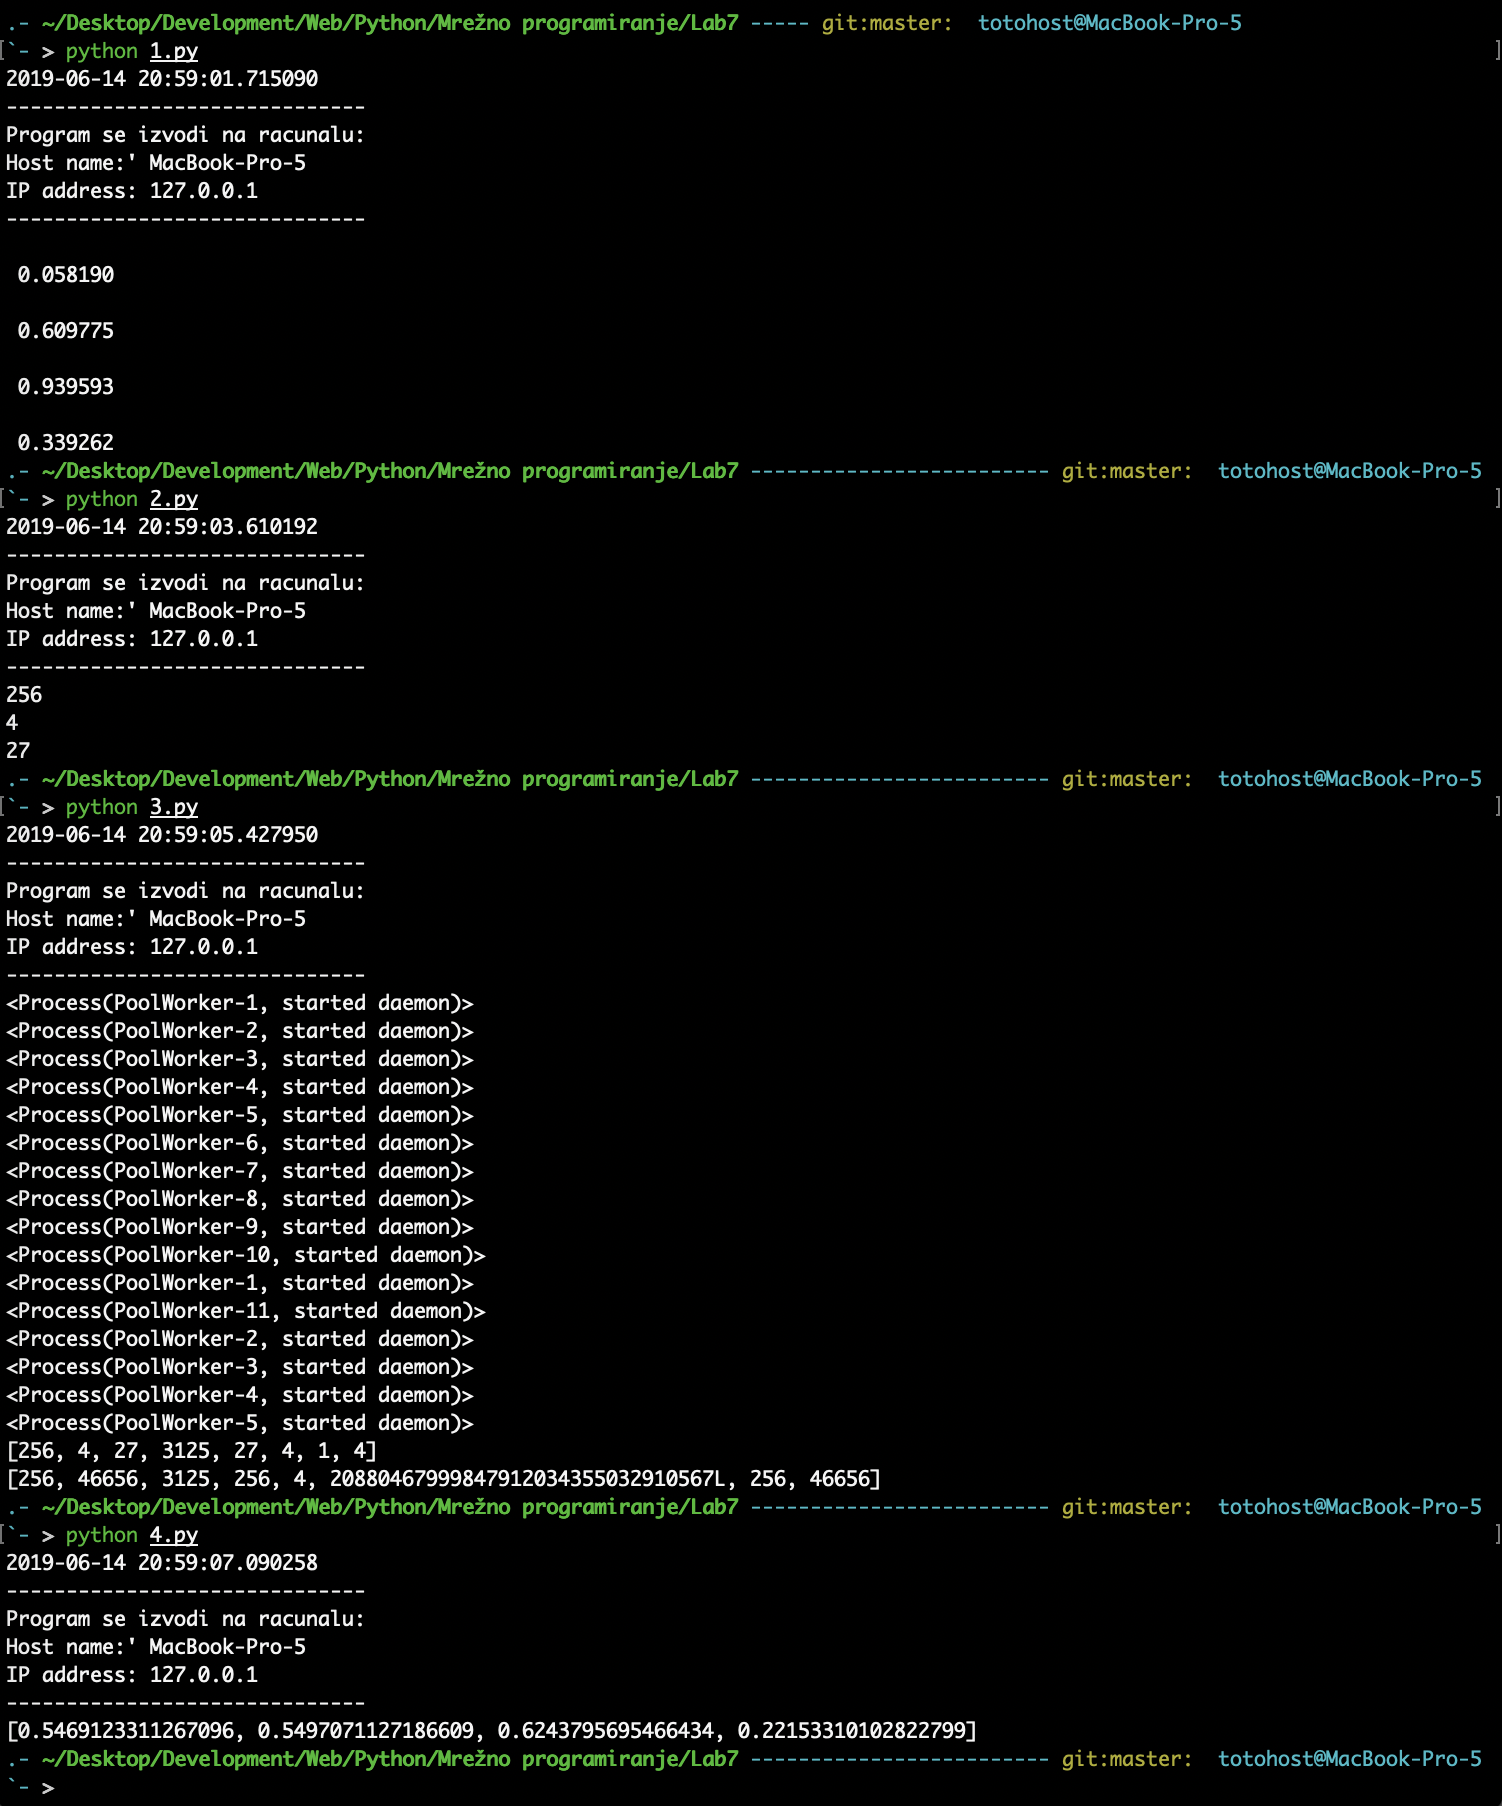 .- ~/Desktop/Development/Web/Python/Mrežno programiranje/Lab7 ----- git:master:  totohost@MacBook-Pro-5
[`- > python 1.py ]
2019-06-14 20:59:01.715090
------------------------------
Program se izvodi na racunalu:
Host name:' MacBook-Pro-5
IP address: 127.0.0.1
------------------------------
0.058190
0.609775
0.939593
0.339262
.- ~/Desktop/Development/Web/Python/Mrežno programiranje/Lab7 ------------------------- git:master:  totohost@MacBook-Pro-5
[`- > python 2.py ]
2019-06-14 20:59:03.610192
------------------------------
Program se izvodi na racunalu:
Host name:' MacBook-Pro-5
IP address: 127.0.0.1
------------------------------
256
4
27
.- ~/Desktop/Development/Web/Python/Mrežno programiranje/Lab7 ------------------------- git:master:  totohost@MacBook-Pro-5
[`- > python 3.py ]
2019-06-14 20:59:05.427950
------------------------------
Program se izvodi na racunalu:
Host name:' MacBook-Pro-5
IP address: 127.0.0.1
------------------------------
<Process(PoolWorker-1, started daemon)>
<Process(PoolWorker-2, started daemon)>
<Process(PoolWorker-3, started daemon)>
<Process(PoolWorker-4, started daemon)>
<Process(PoolWorker-5, started daemon)>
<Process(PoolWorker-6, started daemon)>
<Process(PoolWorker-7, started daemon)>
<Process(PoolWorker-8, started daemon)>
<Process(PoolWorker-9, started daemon)>
<Process(PoolWorker-10, started daemon)>
<Process(PoolWorker-1, started daemon)>
<Process(PoolWorker-11, started daemon)>
<Process(PoolWorker-2, started daemon)>
<Process(PoolWorker-3, started daemon)>
<Process(PoolWorker-4, started daemon)>
<Process(PoolWorker-5, started daemon)>
[256, 4, 27, 3125, 27, 4, 1, 4]
[256, 46656, 3125, 256, 4, 20880467999847912034355032910567L, 256, 46656]
.- ~/Desktop/Development/Web/Python/Mrežno programiranje/Lab7 ------------------------- git:master:  totohost@MacBook-Pro-5
[`- > python 4.py ]
2019-06-14 20:59:07.090258
------------------------------
Program se izvodi na racunalu:
Host name:' MacBook-Pro-5
IP address: 127.0.0.1
------------------------------
[0.5469123311267096, 0.5497071127186609, 0.6243795695466434, 0.22153310102822799]
.- ~/Desktop/Development/Web/Python/Mrežno programiranje/Lab7 ------------------------- git:master:  totohost@MacBook-Pro-5
`- >